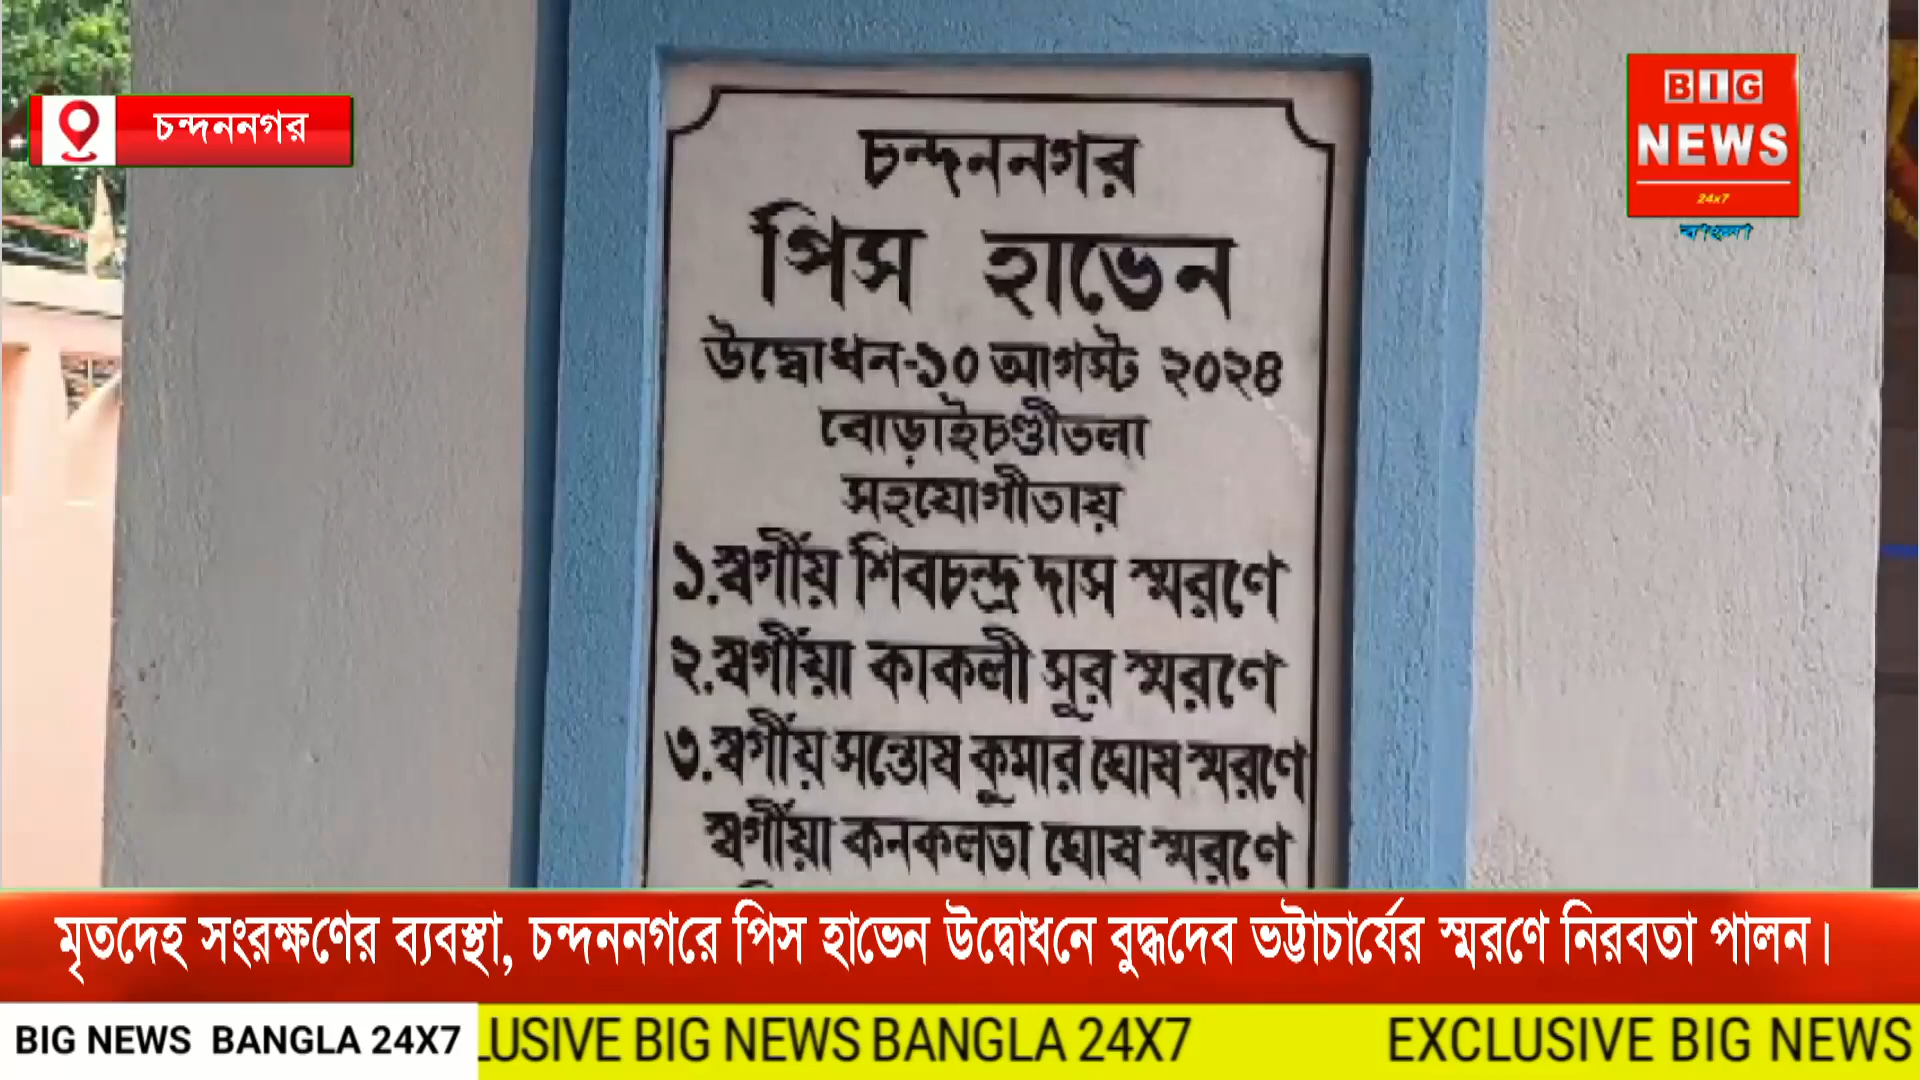 চন্দননগর
BIG
NEWS
24x7
বাংলা
চন্দননগর
পিস হাভেন
উদ্বোধন-১০ আগস্ট ২০২৪
বোড়াইচণ্ডীতলা
সহযোগীতায়
১.স্বর্গীয় শিবচন্দ্র দাস স্মরণে
২.স্বর্গীয়া কাকলী সুর স্মরণে
৩.স্বর্গীয় সন্তোষ কুমার ঘোষ স্মরণে
স্বর্গীয়া কনকলতা ঘোষ স্মরণে
মৃতদেহ সংরক্ষণের ব্যবস্থা, চন্দননগরে পিস হাভেন উদ্বোধনে বুদ্ধদেব ভট্টাচার্যের স্মরণে নিরবতা পালন।
BIG NEWS BANGLA 24X7 LUSIVE BIG NEWS BANGLA 24X7 EXCLUSIVE BIG NEWS